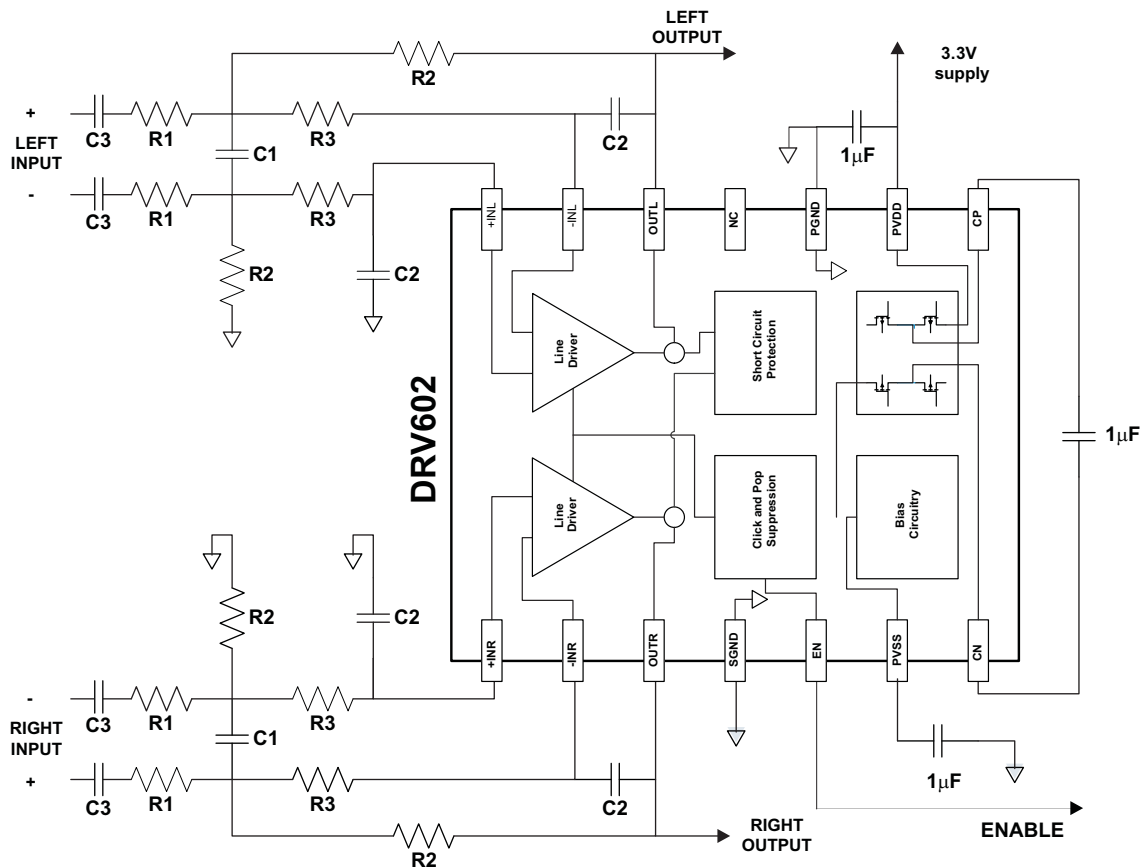 LEFT
OUTPUT
R2
3.3V
supply
+
LEFT
INPUT
-
C3
R1
R3
C2
C1
1μF
C3
R1
R3
R2
C2
+INL
-INL
OUTL
NC
PGND
PVDD
CP
DRV602
Line
Driver
Short Circuit
Protection
1μF
Line
Driver
Click and Pop
Suppression
Bias
Circuitry
R2
C2
+INR
-INR
OUTR
SGND
EN
PVSS
CN
-
RIGHT
INPUT
+
C3
R1
R3
C1
C3
R1
R3
C2
1μF
R2
RIGHT
OUTPUT
ENABLE